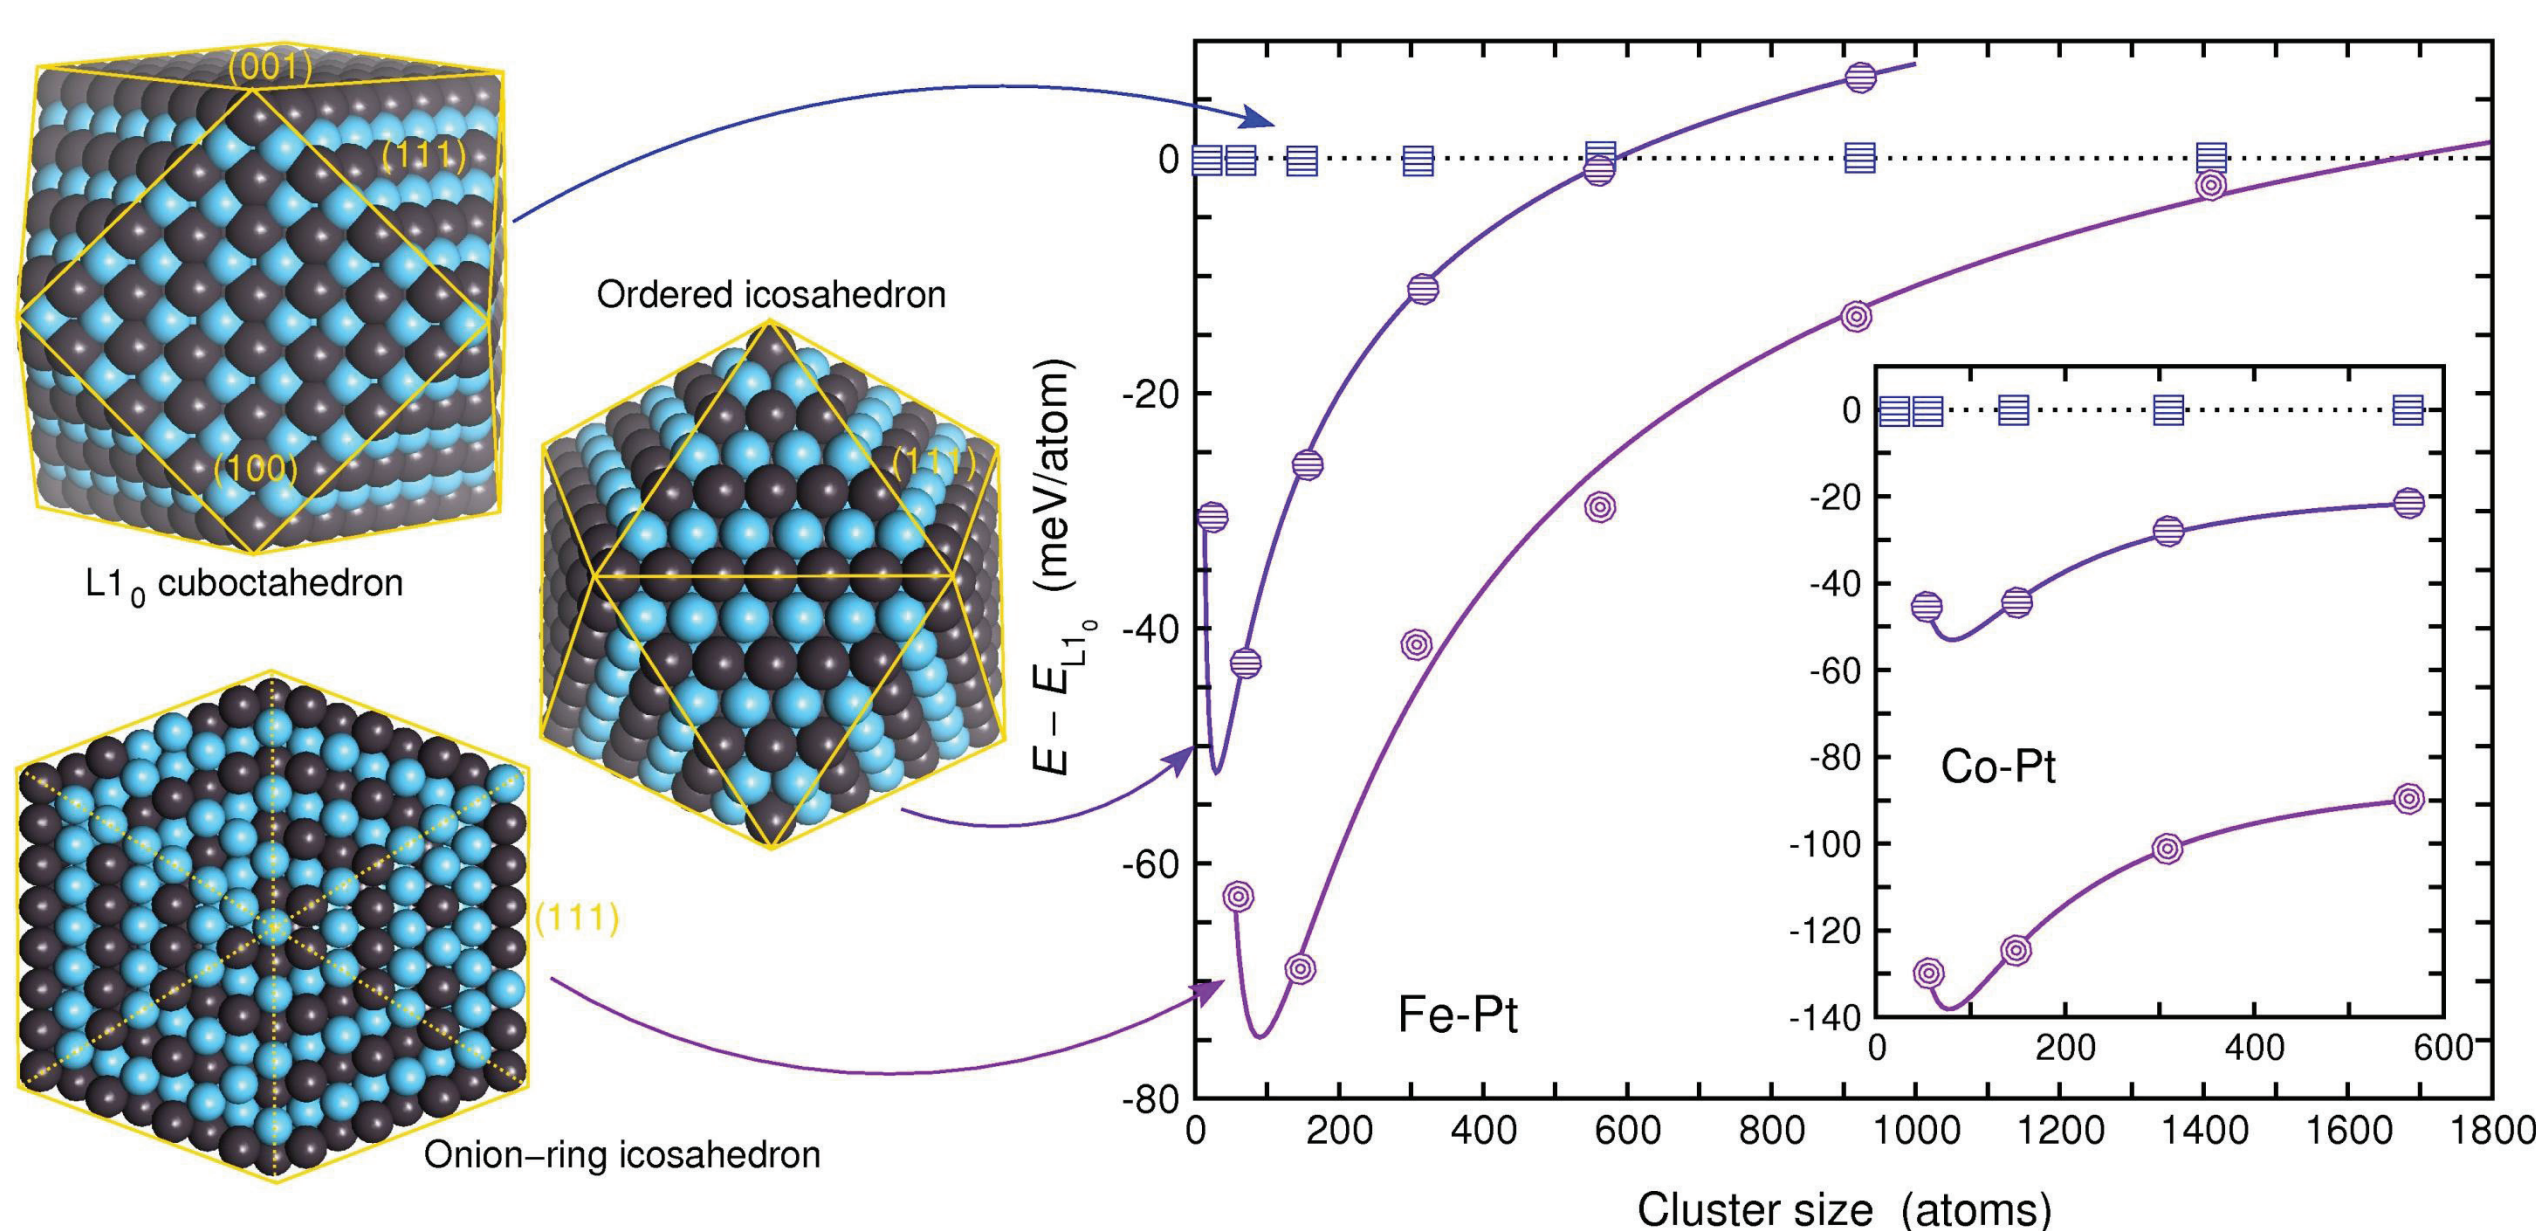 (001)
(111)
(100)
L1₀ cuboctahedron
Ordered icosahedron
(111)
(111)
Onion−ring icosahedron
E − E_L1₀ (meV/atom)
0
-20
-40
-60
-80
0 200 400 600 800 1000 1200 1400 1600 1800
Cluster size (atoms)
Fe-Pt
0
-20
-40
-60
-80
-100
-120
-140
0 200 400 600
Co-Pt